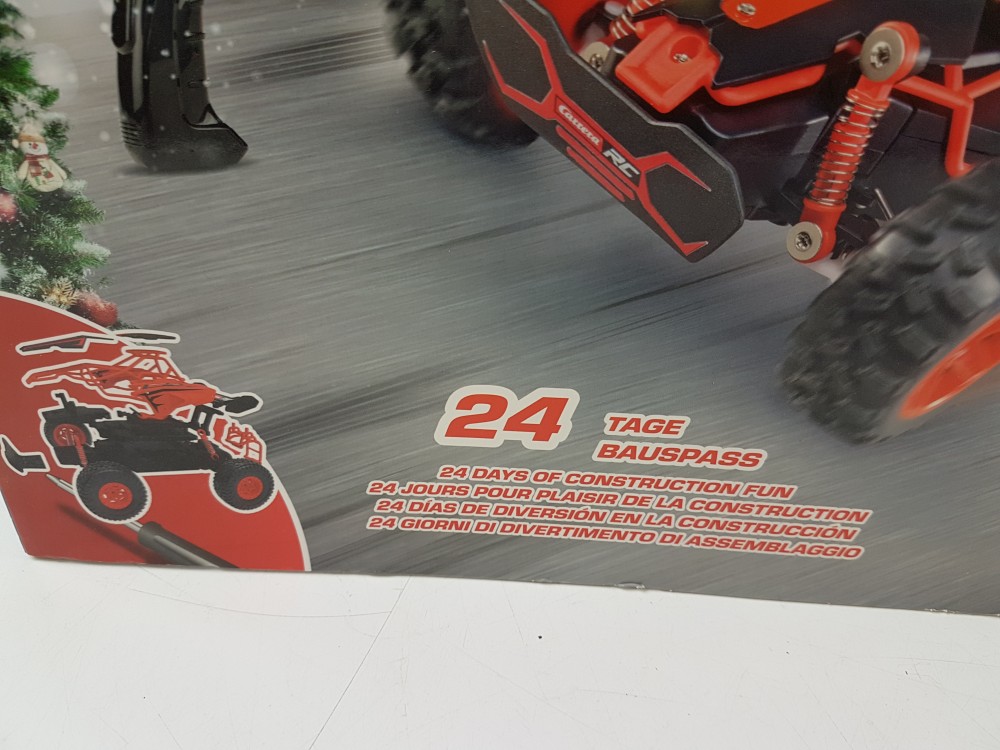 Carrera RC
24 TAGE
BAUSPASS
24 DAYS OF CONSTRUCTION FUN
24 JOURS POUR PLAISIR DE LA CONSTRUCTION
24 DÍAS DE DIVERSIÓN EN LA CONSTRUCCIÓN
24 GIORNI DI DIVERTIMENTO DI ASSEMBLAGGIO